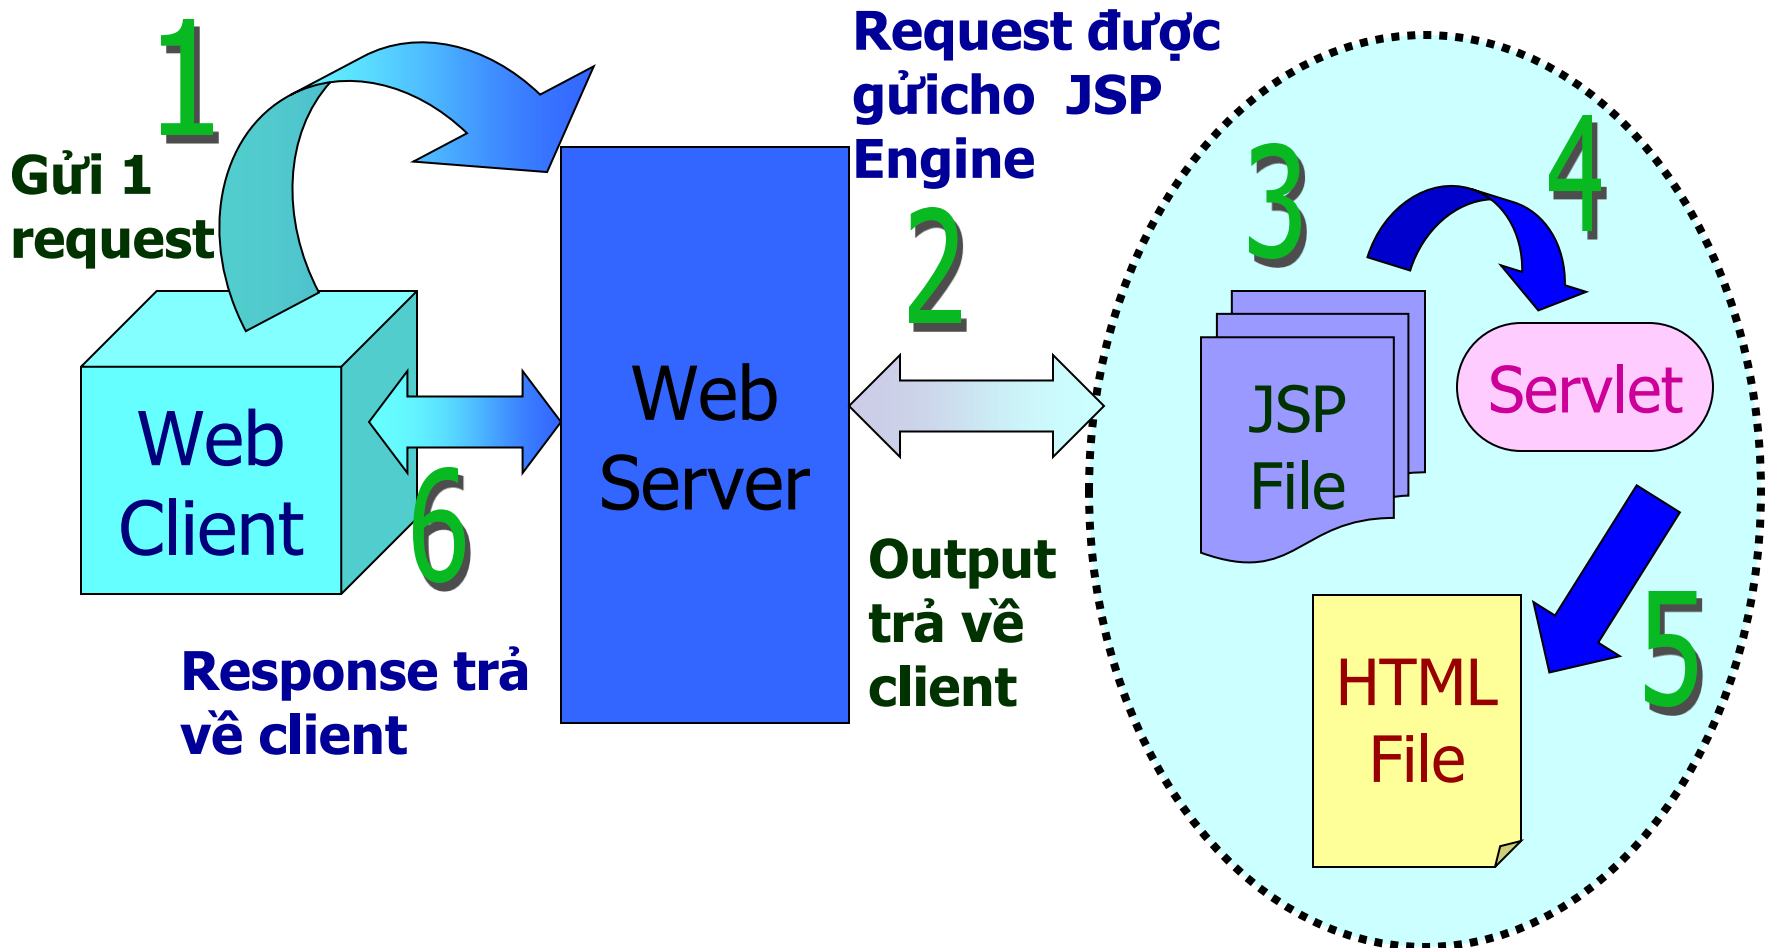 1
Gửi 1
request
Web
Client
6
Response trả
về client
Web
Server
Request được
gửicho  JSP
Engine
2
Output
trả về
client
3
4
JSP
File
Servlet
5
HTML
File